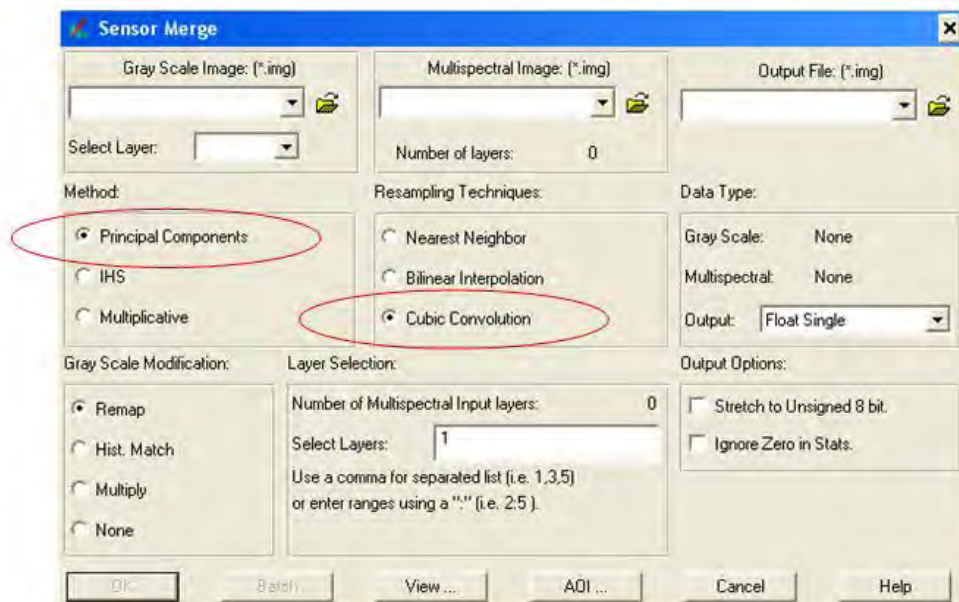 Sensor Merge
Gray Scale Image: (*.img)
Multispectral Image: (*.img)
Output File: (*.img)
Select Layer:
Number of layers: 0
Method:
Resampling Techniques:
Data Type:
Principal Components
Nearest Neighbor
Gray Scale: None
IHS
Bilinear Interpolation
Multispectral: None
Multiplicative
Cubic Convolution
Output: Float Single
Gray Scale Modification:
Layer Selection:
Output Options:
Remap
Number of Multispectral Input layers: 0
Stretch to Unsigned 8 bit.
Hist. Match
Select Layers: 1
Ignore Zero in Stats.
Multiply
Use a comma for separated list (i.e. 1,3,5)
or enter ranges using a ":" (i.e. 2:5 ).
None
OK
Batch
View ...
AOI ...
Cancel
Help